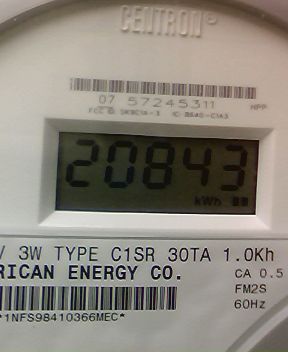 CENTRON®
07 57245311
20843
kWh
V 3W TYPE C1SR 30TA 1.0Kh
RICAN ENERGY CO.
CA 0.5
FM2S
60Hz
*1NFS98410366MEC*